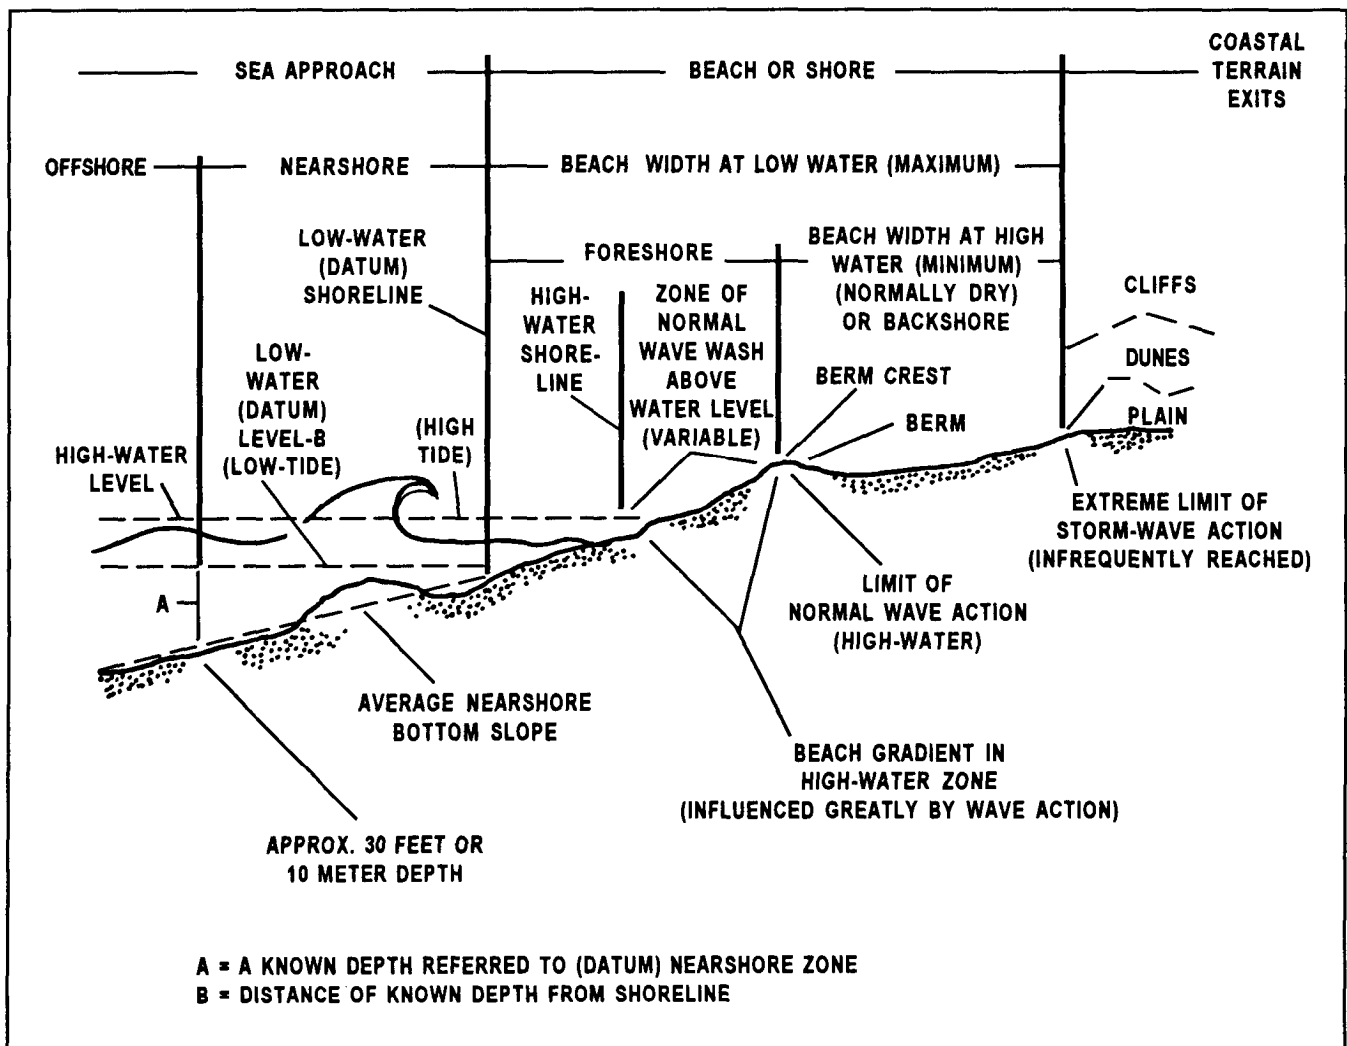 SEA APPROACH
BEACH OR SHORE
COASTAL
TERRAIN
EXITS
OFFSHORE
NEARSHORE
BEACH WIDTH AT LOW WATER (MAXIMUM)
LOW-WATER
(DATUM)
SHORELINE
FORESHORE
BEACH WIDTH AT HIGH
WATER (MINIMUM)
(NORMALLY DRY)
OR BACKSHORE
HIGH-
WATER
SHORE-
LINE
ZONE OF
NORMAL
WAVE WASH
ABOVE
WATER LEVEL
(VARIABLE)
CLIFFS
DUNES
PLAIN
LOW-
WATER
(DATUM)
LEVEL-B
(LOW-TIDE)
(HIGH
TIDE)
BERM CREST
BERM
HIGH-WATER
LEVEL
EXTREME LIMIT OF
STORM-WAVE ACTION
(INFREQUENTLY REACHED)
A
LIMIT OF
NORMAL WAVE ACTION
(HIGH-WATER)
AVERAGE NEARSHORE
BOTTOM SLOPE
BEACH GRADIENT IN
HIGH-WATER ZONE
(INFLUENCED GREATLY BY WAVE ACTION)
APPROX. 30 FEET OR
10 METER DEPTH
A = A KNOWN DEPTH REFERRED TO (DATUM) NEARSHORE ZONE
B = DISTANCE OF KNOWN DEPTH FROM SHORELINE